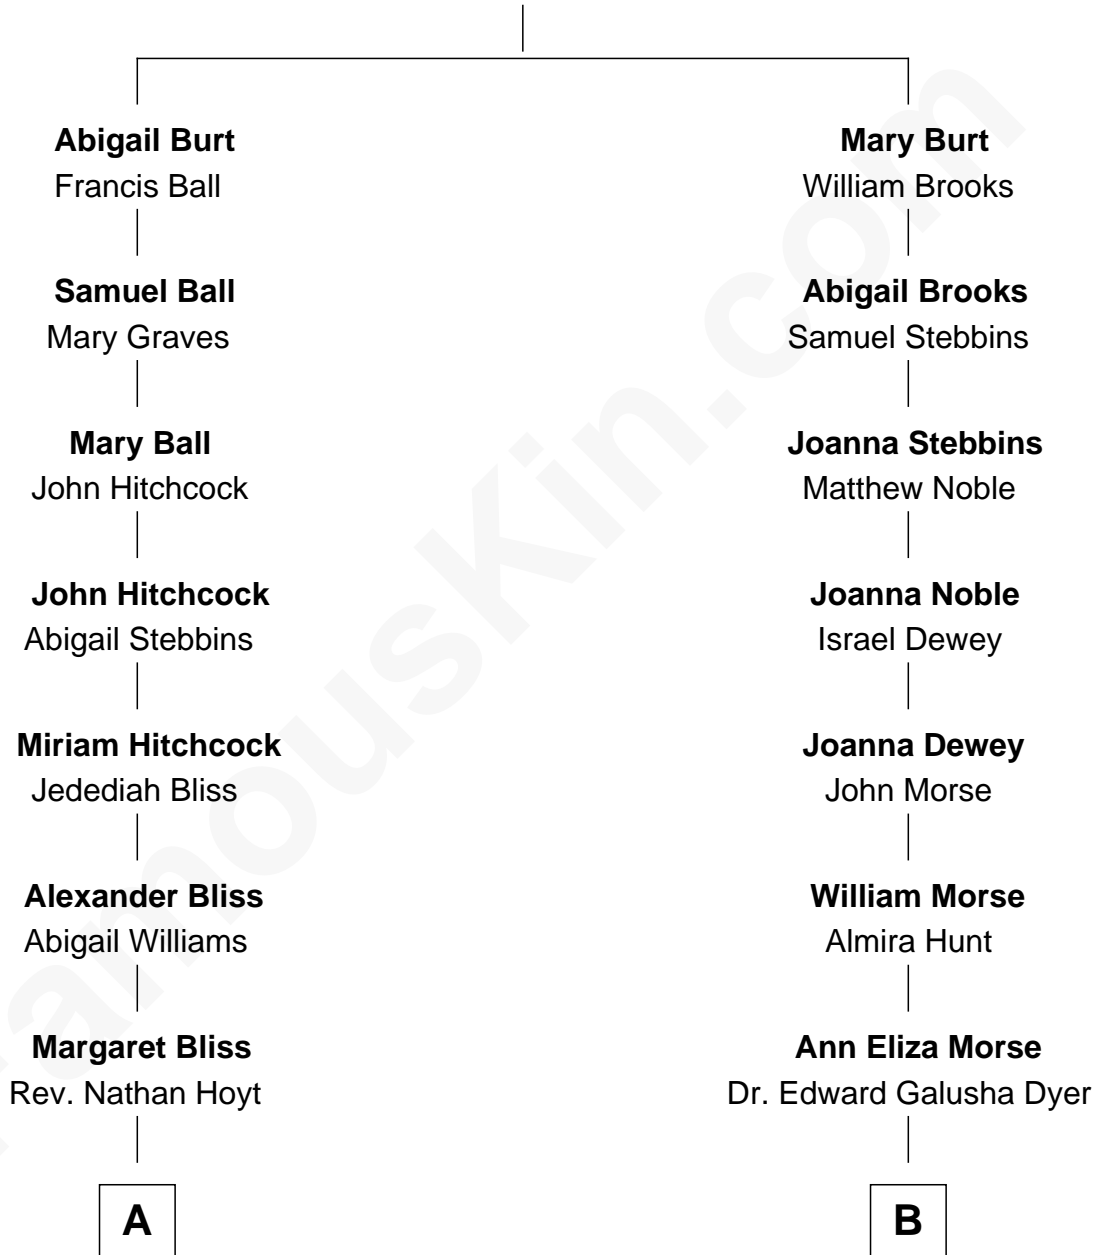 Abigail Burt
Francis Ball
Samuel Ball
Mary Graves
Mary Ball
John Hitchcock
John Hitchcock
Abigail Stebbins
Miriam Hitchcock
Jedediah Bliss
Alexander Bliss
Abigail Williams
Margaret Bliss
Rev. Nathan Hoyt
A
Mary Burt
William Brooks
Abigail Brooks
Samuel Stebbins
Joanna Stebbins
Matthew Noble
Joanna Noble
Israel Dewey
Joanna Dewey
John Morse
William Morse
Almira Hunt
Ann Eliza Morse
Dr. Edward Galusha Dyer
B
FamousKin.com